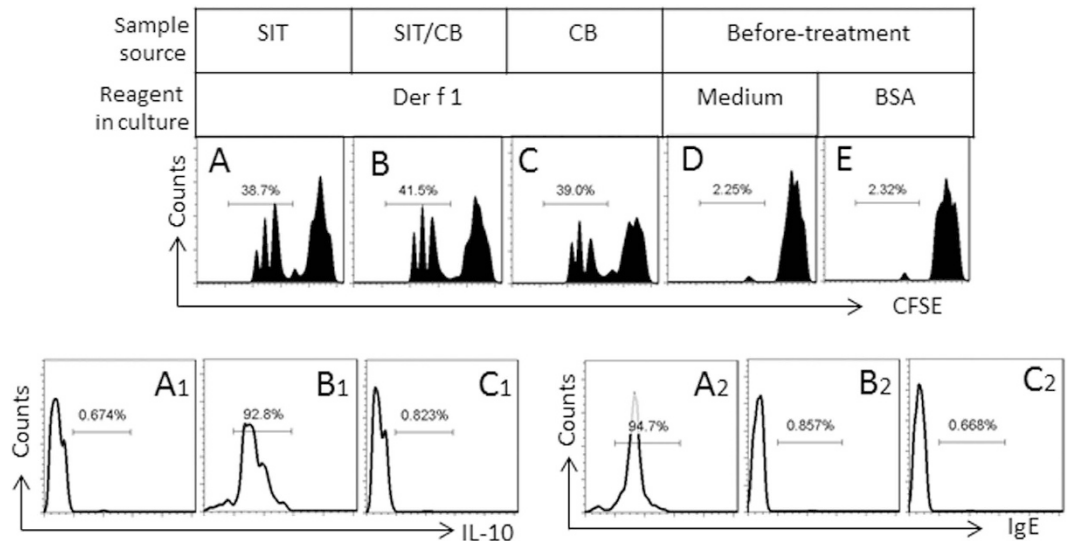 Sample source SIT SIT/CB CB Before-treatment
Reagent in culture Der f 1 Medium BSA
Counts
A B C D E
38.7% 41.5% 39.0% 2.25% 2.32%
CFSE
Counts
A1 B1 C1
0.674% 92.8% 0.823%
IL-10
Counts
A2 B2 C2
94.7% 0.857% 0.668%
IgE